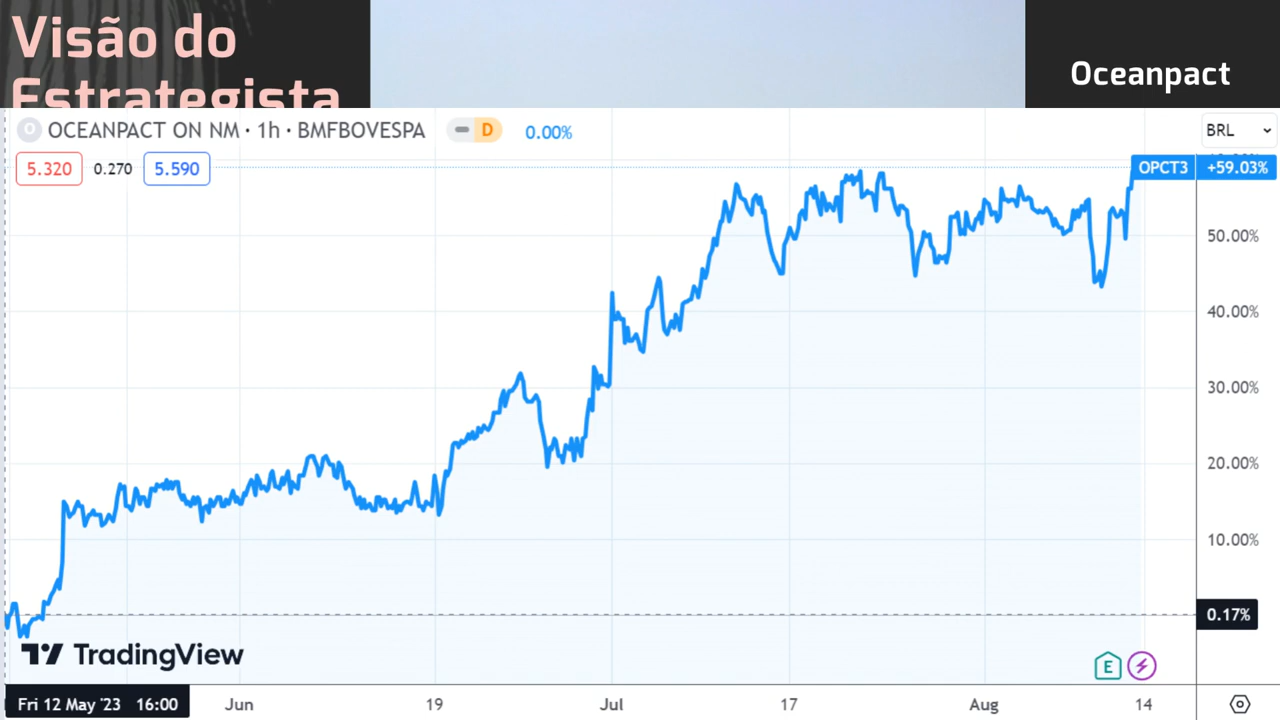 Visão do
Estrategista
Oceanpact
O OCEANPACT ON NM · 1h · BMFBOVESPA
D
0.00%
BRL
5.320
0.270
5.590
OPCT3
+59.03%
50.00%
40.00%
30.00%
20.00%
10.00%
0.17%
TradingView
E
Fri 12 May '23 16:00
Jun
19
Jul
17
Aug
14